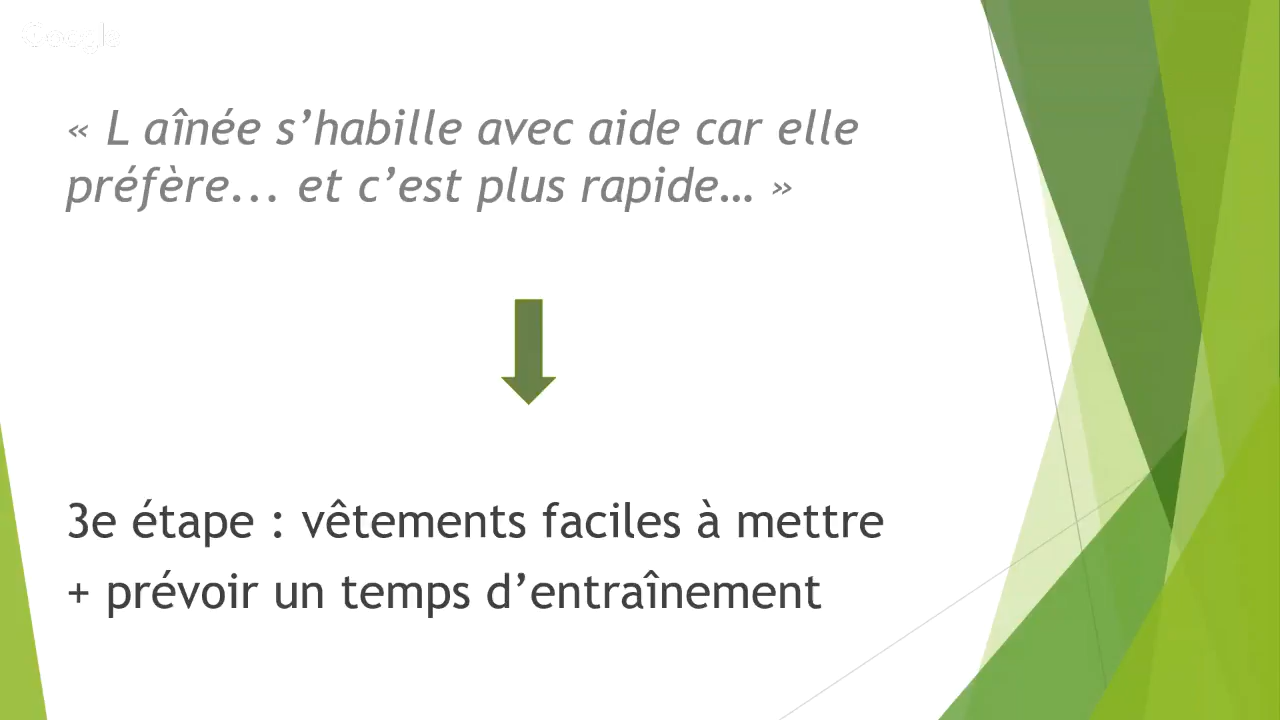 Google
« L aînée s’habille avec aide car elle
préfère... et c’est plus rapide… »
3e étape : vêtements faciles à mettre
+ prévoir un temps d’entraînement